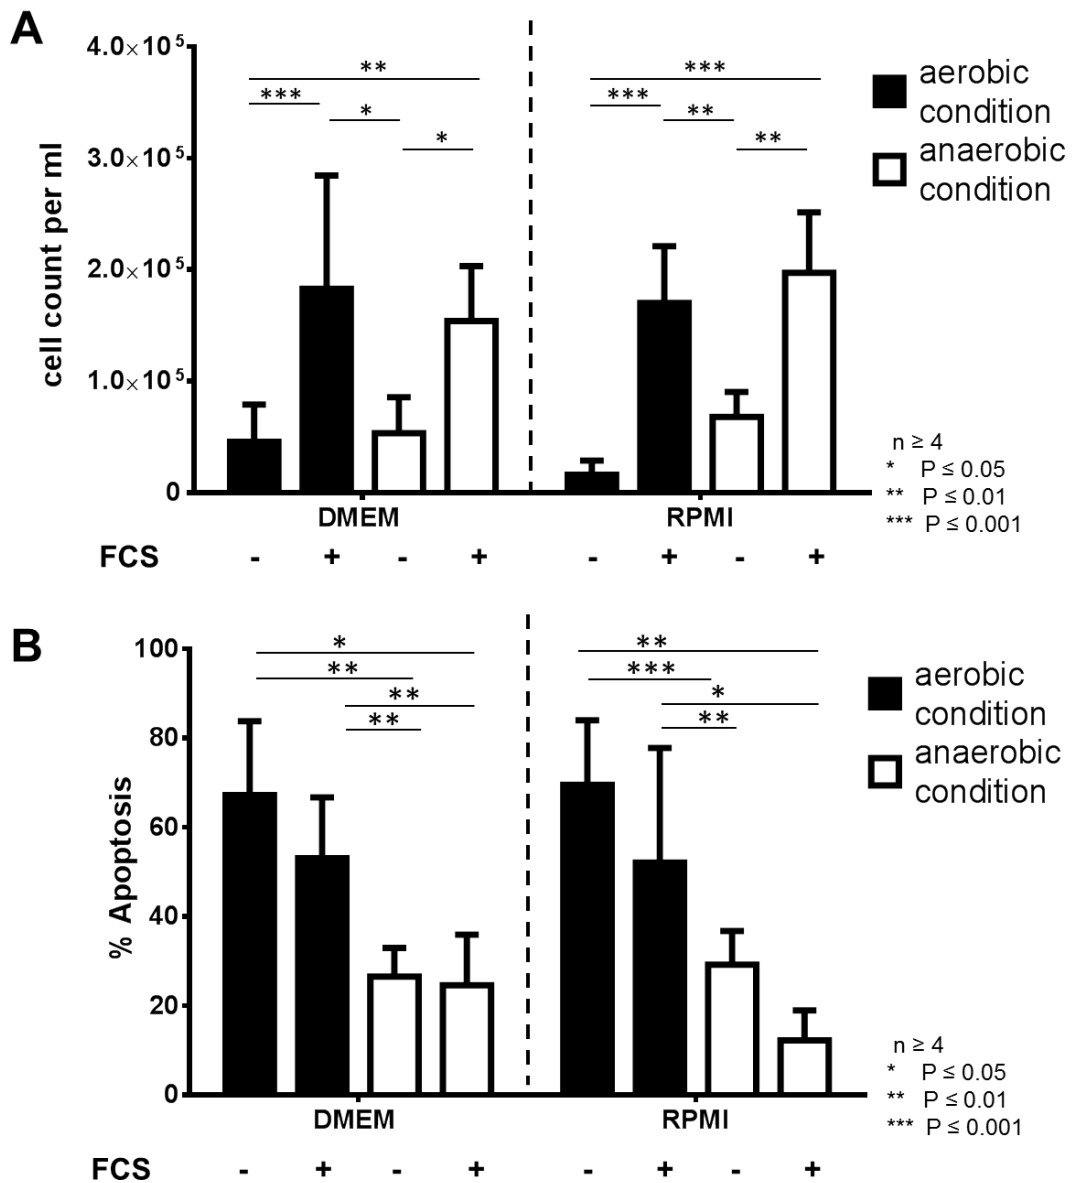 A
4.0×10⁵
3.0×10⁵
2.0×10⁵
1.0×10⁵
0
cell count per ml
** ***
*** * *** **
* **
aerobic
condition
anaerobic
condition
n ≥ 4
* P ≤ 0.05
** P ≤ 0.01
*** P ≤ 0.001
DMEM RPMI
FCS - + - + - + - +
B
100
80
60
40
20
0
% Apoptosis
* **
** ***
** *
** **
aerobic
condition
anaerobic
condition
n ≥ 4
* P ≤ 0.05
** P ≤ 0.01
*** P ≤ 0.001
DMEM RPMI
FCS - + - + - + - +